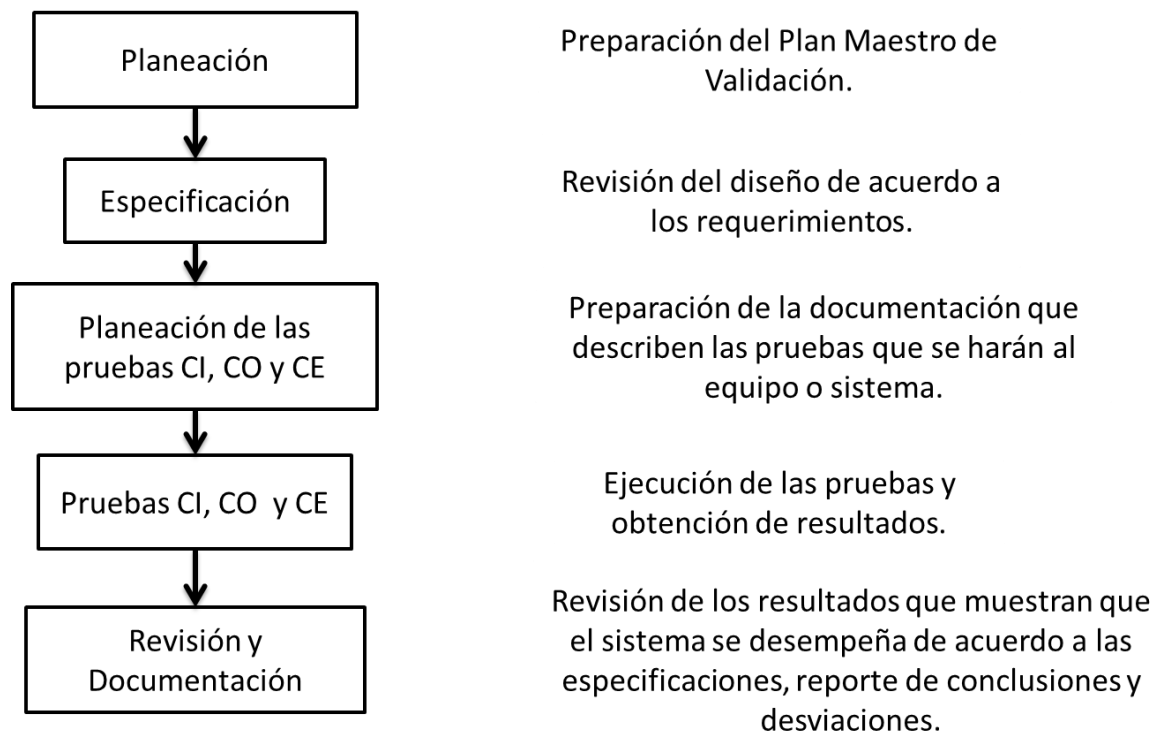 Planeación
Preparación del Plan Maestro de
Validación.
Especificación
Revisión del diseño de acuerdo a
los requerimientos.
Planeación de las
pruebas CI, CO y CE
Preparación de la documentación que
describen las pruebas que se harán al
equipo o sistema.
Pruebas CI, CO y CE
Ejecución de las pruebas y
obtención de resultados.
Revisión y
Documentación
Revisión de los resultados que muestran que
el sistema se desempeña de acuerdo a las
especificaciones, reporte de conclusiones y
desviaciones.